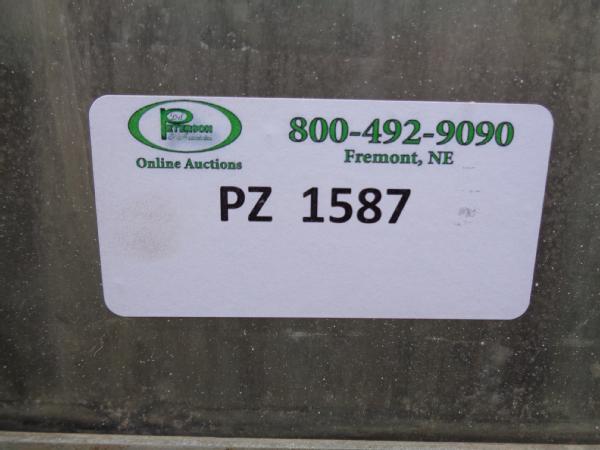 PETERSON
800-492-9090
Online Auctions
Fremont, NE
PZ 1587